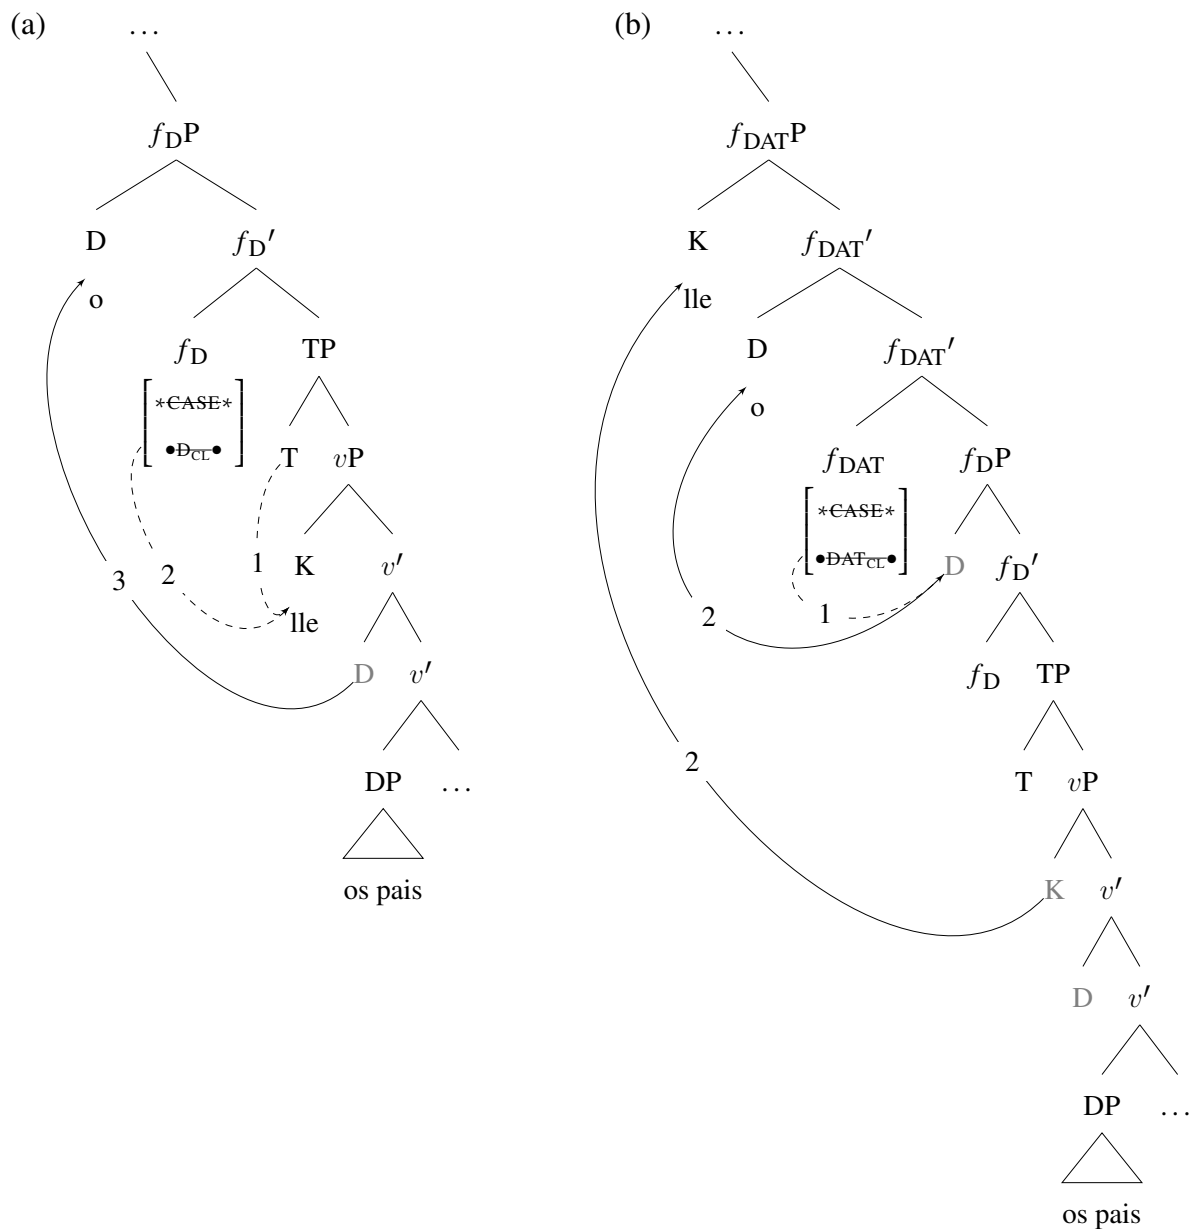 (a) … (b) …
f_DP f_DATP
D f_D′ K f_DAT′
o lle
f_D TP D f_DAT′
*CASE* o
•D_CL• T vP f_DAT f_DP
*CASE*
3 2 1 K v′ •DAT_CL• D f_D′
lle 2 1
D v′ f_D TP
DP … 2 T vP
os pais K v′
D v′
DP …
os pais